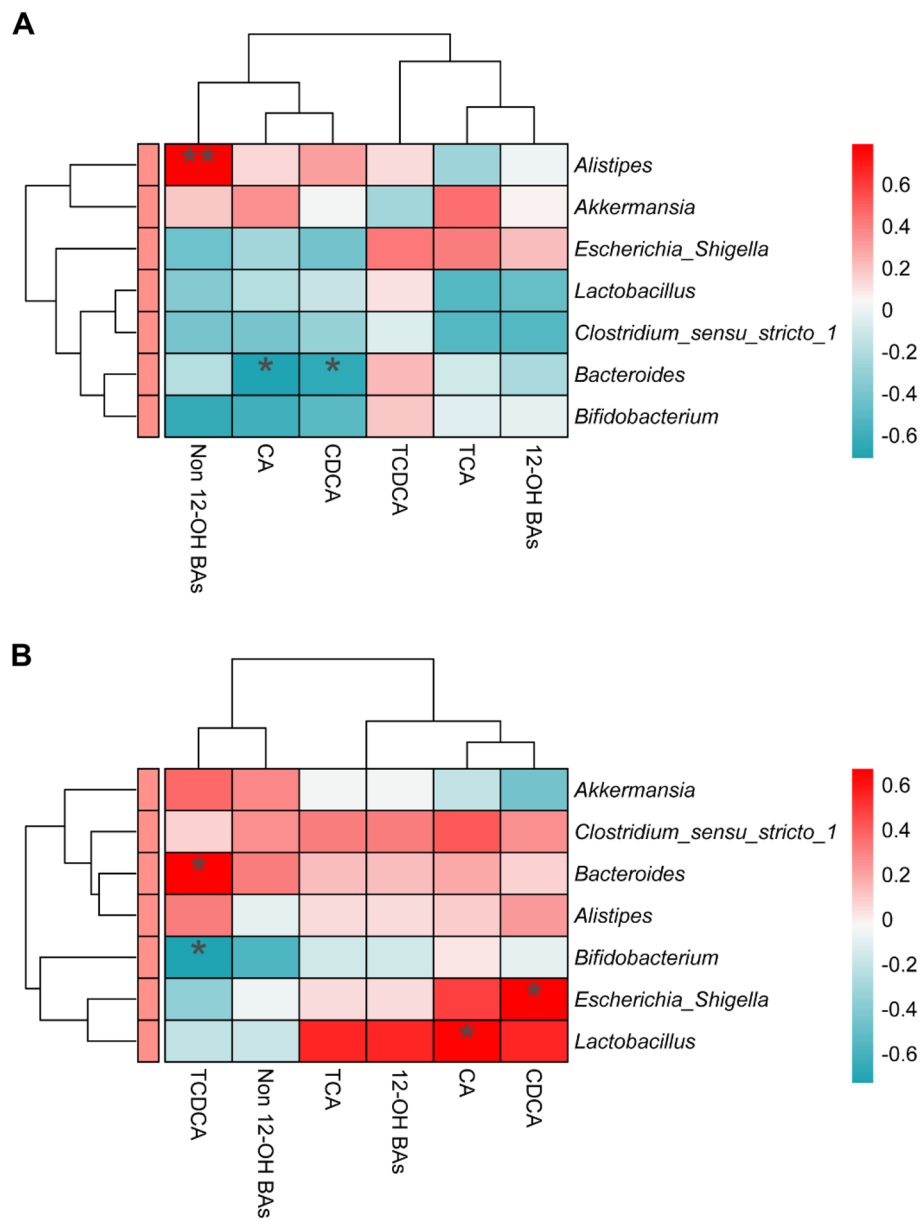 A
**
Alistipes
Akkermansia
Escherichia_Shigella
Lactobacillus
Clostridium_sensu_stricto_1
* *
Bacteroides
Bifidobacterium
Non 12-OH BAs
CA
CDCA
TCDCA
TCA
12-OH BAs
0.6
0.4
0.2
0
-0.2
-0.4
-0.6
B
Akkermansia
Clostridium_sensu_stricto_1
*
Bacteroides
Alistipes
*
Bifidobacterium
*
Escherichia_Shigella
*
Lactobacillus
TCDCA
Non 12-OH BAs
TCA
12-OH BAs
CA
CDCA
0.6
0.4
0.2
0
-0.2
-0.4
-0.6